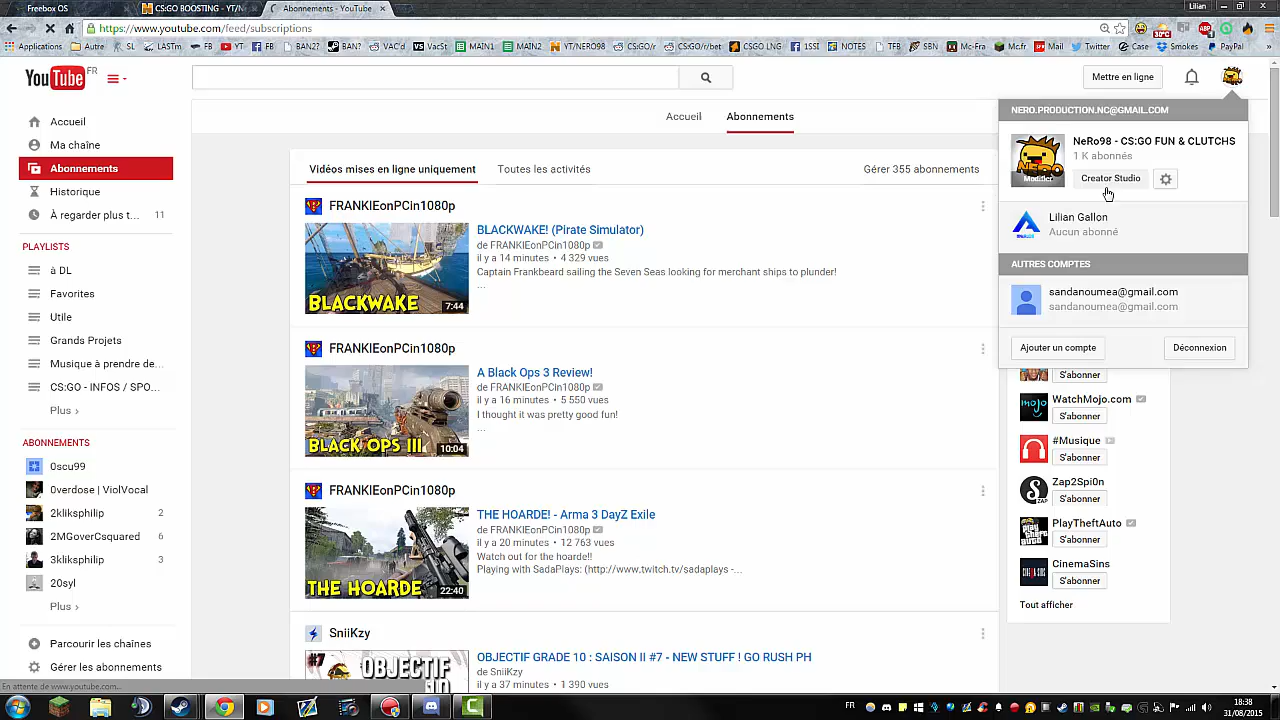 Freebox OS
CS:GO BOOSTING - YT/N
Abonnements - YouTube
Lilian
https://www.youtube.com/feed/subscriptions
Applications
Autre
SL
LASTm
FB
YT
FB
BAN2?
BAN?
VAC'd
VacSt
MAIN1
MAIN2
YT/NERO98
CSGO/r
CSGO/r/bet
CSGO LNG
1SSI
NOTES
TFB
SBN
Mc-Fra
Mc.fr
Mail
Twitter
Case
Smokes
PayPal
YouTube FR
Mettre en ligne
Accueil
Ma chaîne
Abonnements
Historique
À regarder plus t... 11
PLAYLISTS
à DL
Favorites
Utile
Grands Projets
Musique à prendre de...
CS:GO - INFOS / SPO...
Plus ›
ABONNEMENTS
0scu99
0verdose | ViolVocal
2kliksphilip 2
2MGoverCsquared 6
3kliksphilip 3
20syl
Plus ›
Parcourir les chaînes
Gérer les abonnements
En attente de www.youtube.com...
Accueil
Abonnements
Vidéos mises en ligne uniquement
Toutes les activités
Gérer 355 abonnements
FRANKIEonPCin1080p
BLACKWAKE
7:44
BLACKWAKE! (Pirate Simulator)
de FRANKIEonPCin1080p
il y a 14 minutes • 4 329 vues
Captain Frankbeard sailing the Seven Seas looking for merchant ships to plunder!
...
FRANKIEonPCin1080p
BLACK OPS III
10:04
A Black Ops 3 Review!
de FRANKIEonPCin1080p
il y a 16 minutes • 5 550 vues
I thought it was pretty good fun!
...
FRANKIEonPCin1080p
THE HOARDE
22:40
THE HOARDE! - Arma 3 DayZ Exile
de FRANKIEonPCin1080p
il y a 20 minutes • 12 763 vues
Watch out for the hoarde!!
Playing with SadaPlays: (http://www.twitch.tv/sadaplays -...
SniiKzy
OBJECTIF
GRADE 10
OBJECTIF GRADE 10 : SAISON II #7 - NEW STUFF ! GO RUSH PH
de SniiKzy
il y a 37 minutes • 1 390 vues
NERO.PRODUCTION.NC@GMAIL.COM
NERO
Modifier
NeRo98 - CS:GO FUN & CLUTCHS
1 K abonnés
Creator Studio
Lilian Gallon
Aucun abonné
AUTRES COMPTES
sandanoumea@gmail.com
sandanoumea@gmail.com
Ajouter un compte
Déconnexion
S'abonner
mojo
WatchMojo.com
S'abonner
#Musique
S'abonner
ZAP
Zap2Spi0n
S'abonner
PlayTheftAuto
S'abonner
CinemaSins
S'abonner
Tout afficher
FR
18:38
31/08/2015